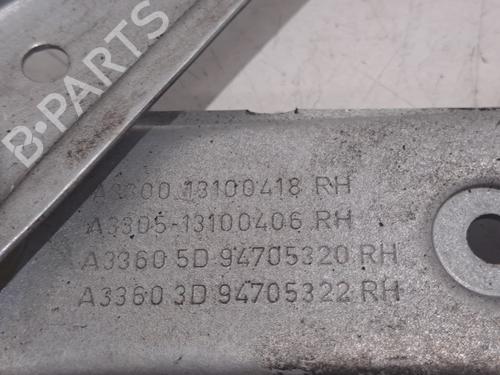 B-PARTS
A3300 13100418 RH
A3305-13100406 RH
A3360 5D 94705320 RH
A3360 3D 94705322 RH